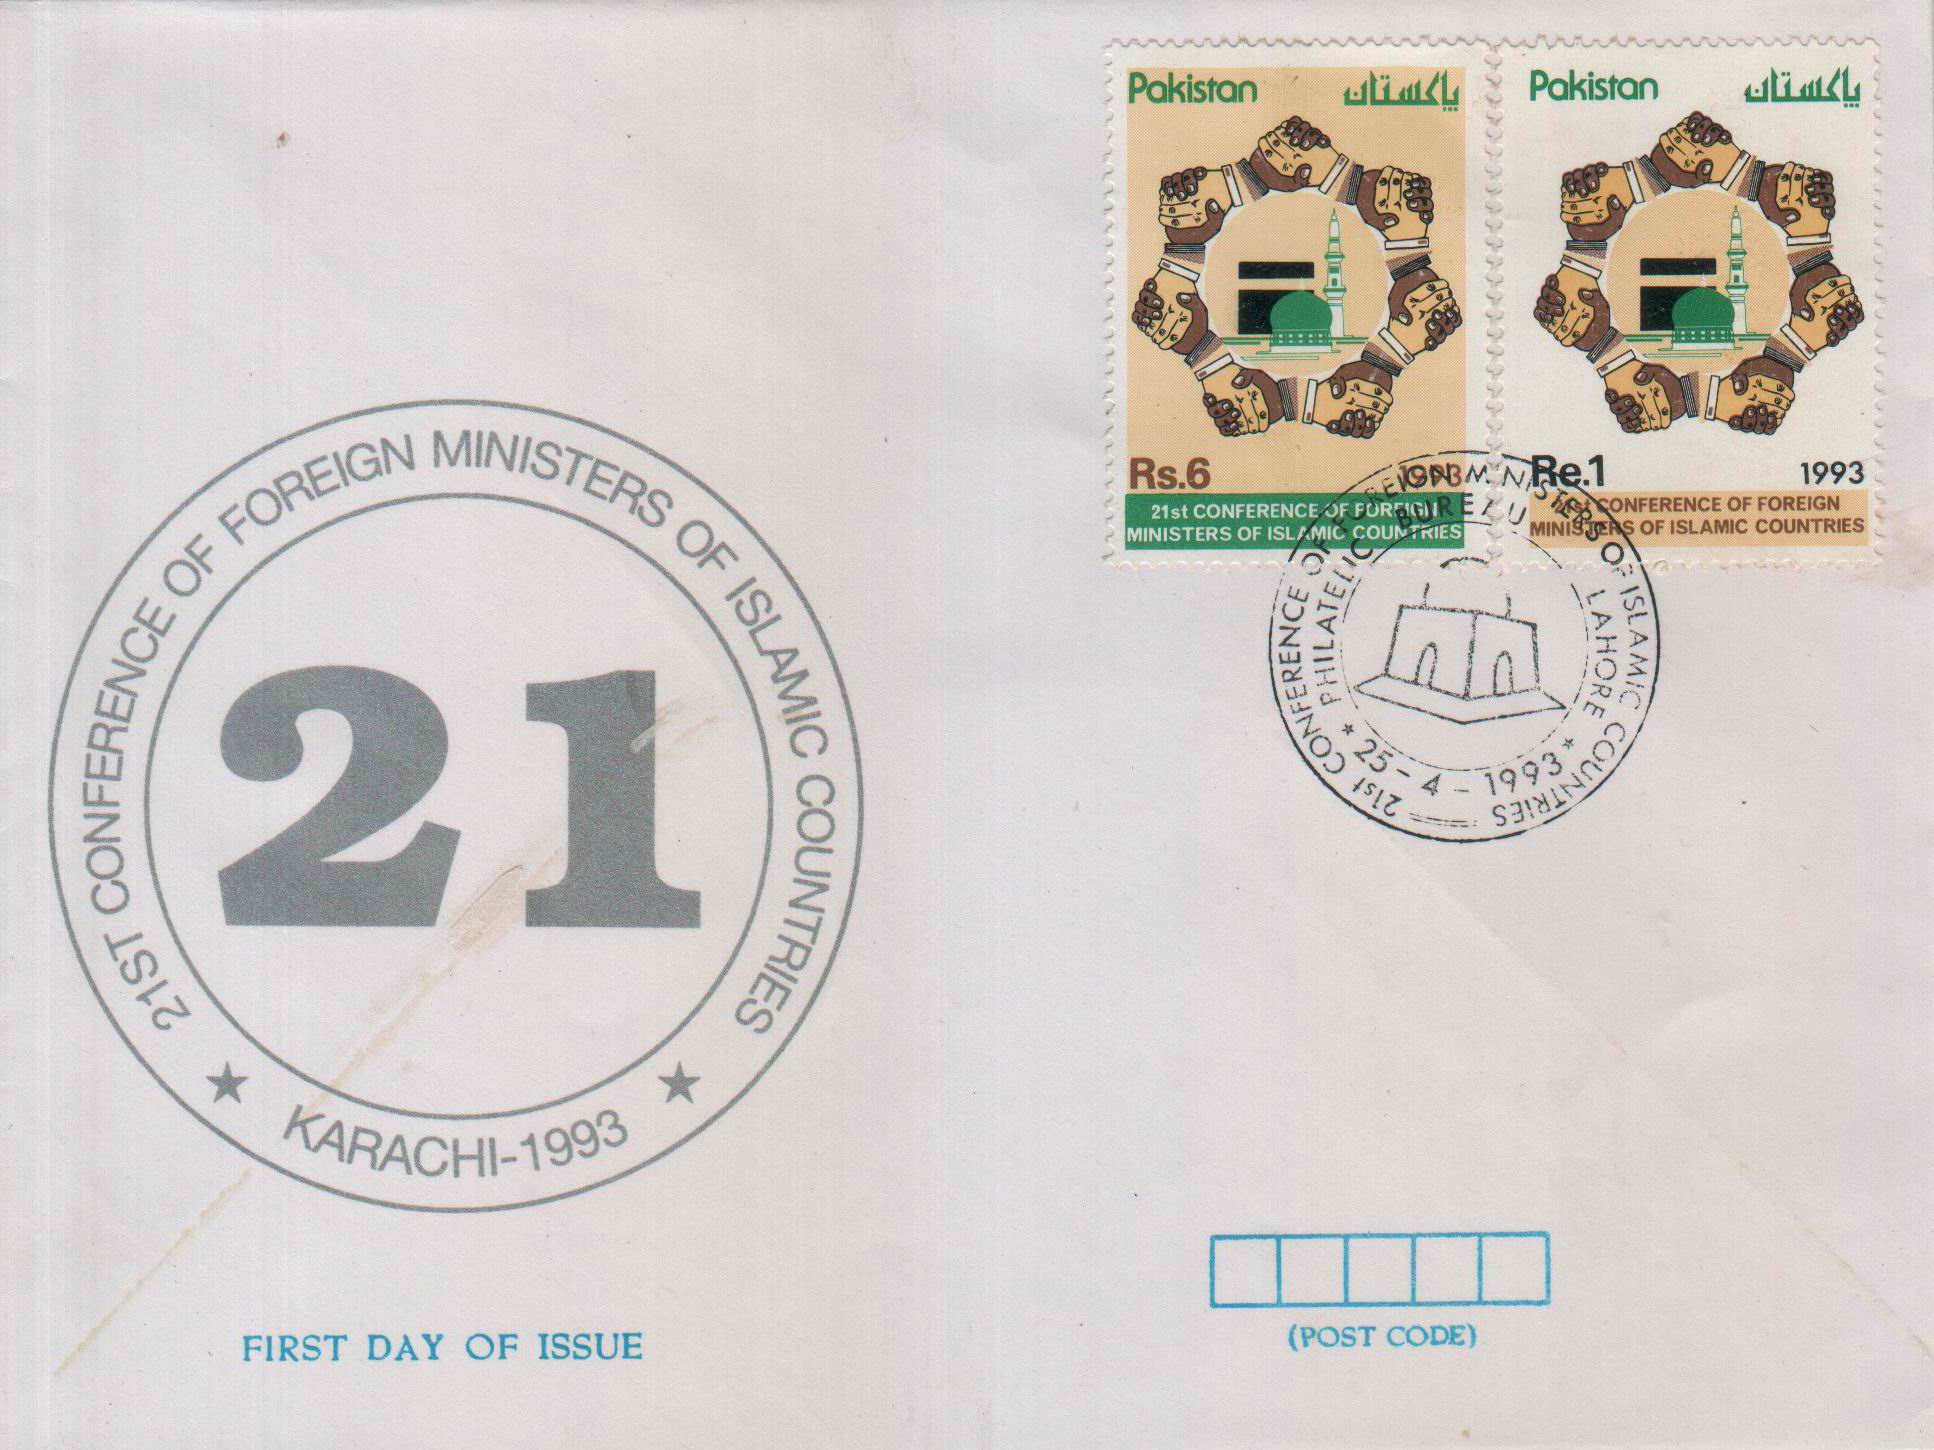 21ST CONFERENCE OF FOREIGN MINISTERS OF ISLAMIC COUNTRIES
21
KARACHI-1993
FIRST DAY OF ISSUE
Pakistan پاکستان
Rs.6 1993
21st CONFERENCE OF FOREIGN
MINISTERS OF ISLAMIC COUNTRIES
Pakistan پاکستان
Re.1 1993
CONFERENCE OF FOREIGN
MINISTERS OF ISLAMIC COUNTRIES
21st CONFERENCE OF FOREIGN MINISTERS OF ISLAMIC COUNTRIES
PHILATELIC BUREAU LAHORE
25-4-1993
(POST CODE)